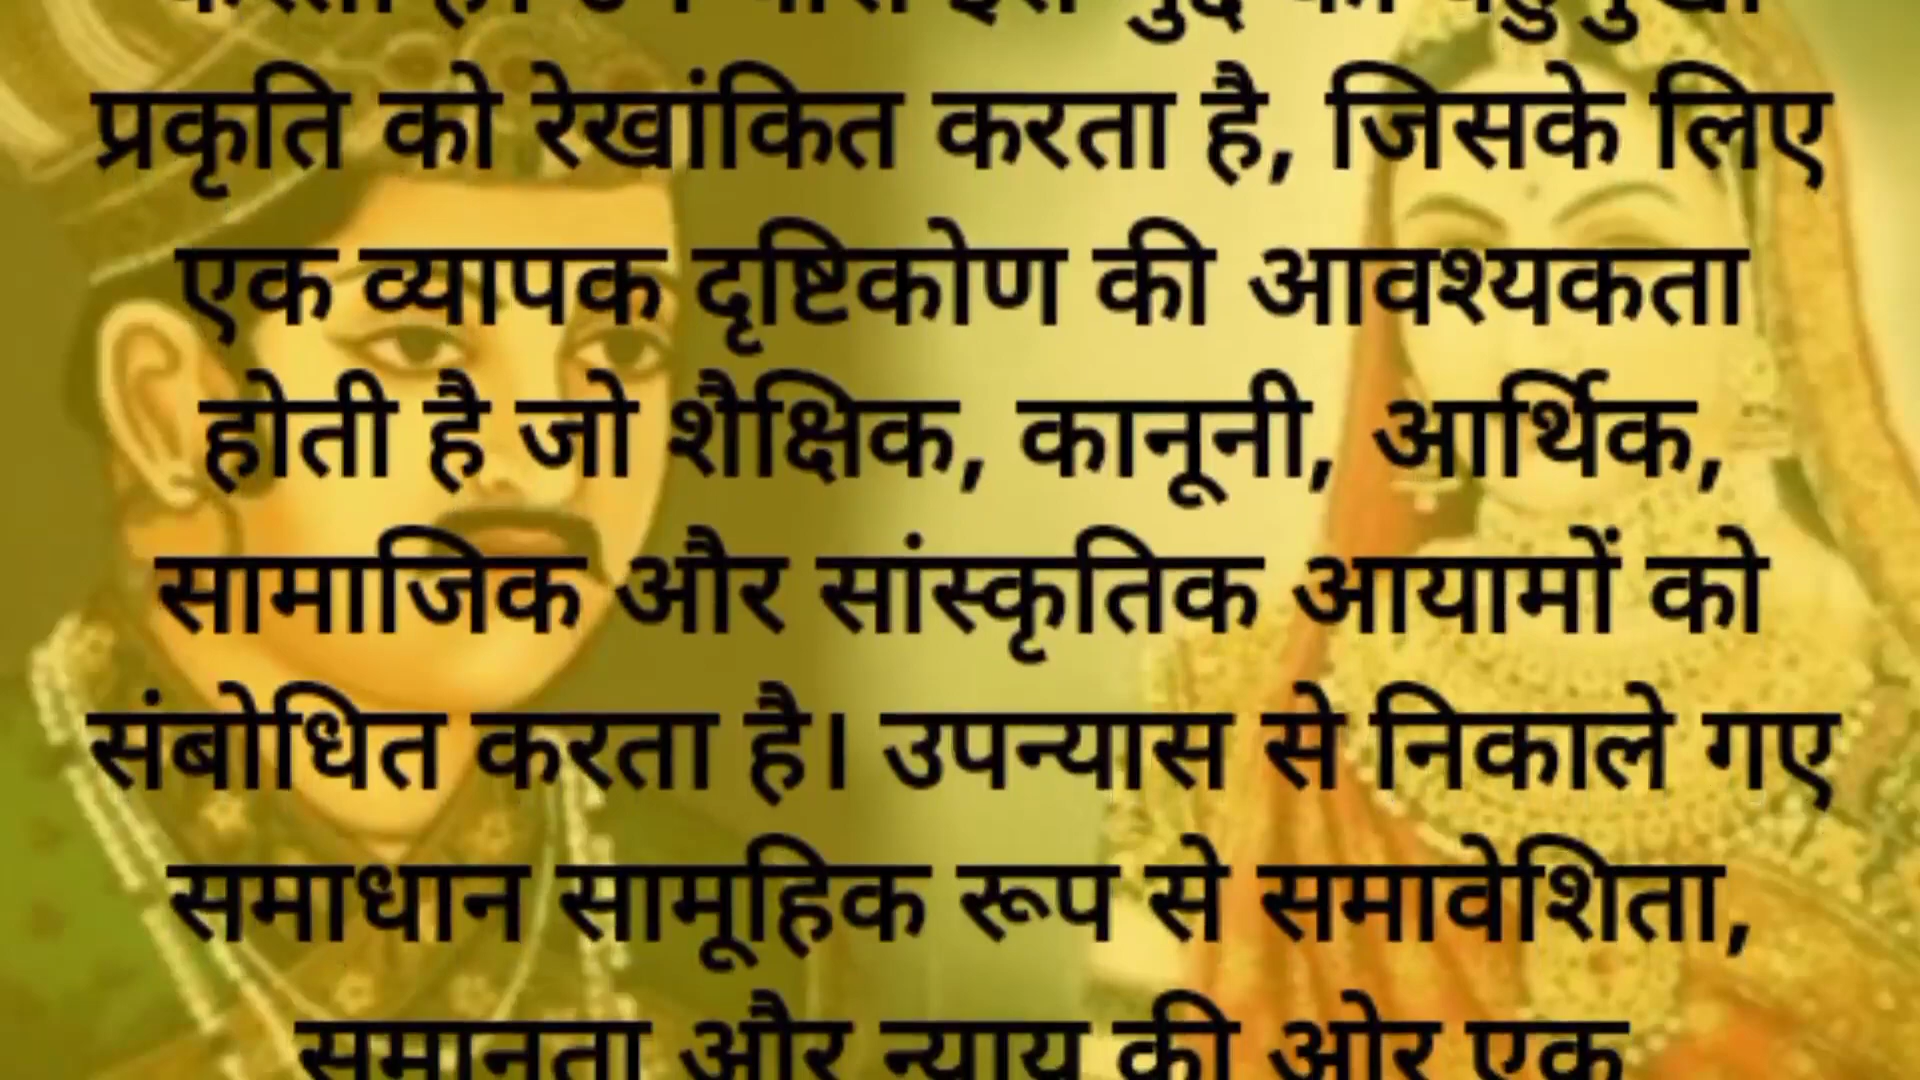 प्रकृति को रेखांकित करता है, जिसके लिए
एक व्यापक दृष्टिकोण की आवश्यकता
होती है जो शैक्षिक, कानूनी, आर्थिक,
सामाजिक और सांस्कृतिक आयामों को
संबोधित करता है। उपन्यास से निकाले गए
समाधान सामूहिक रूप से समावेशिता,
समानता और न्याय की ओर एक